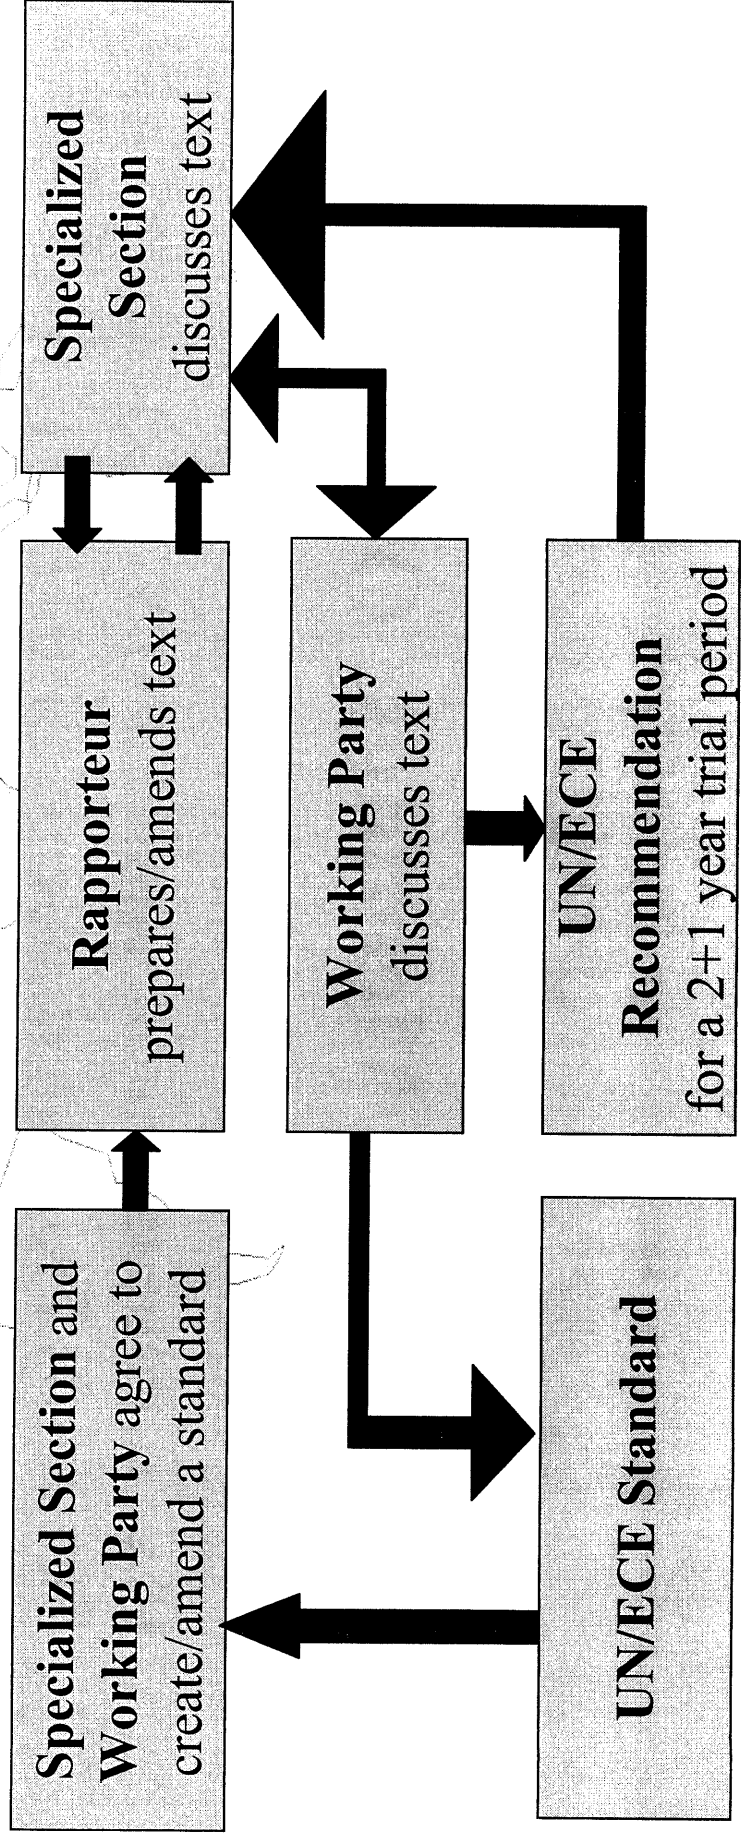 Specialized Section and
Working Party agree to
create/amend a standard
Rapporteur
prepares/amends text
Specialized
Section
discusses text
Working Party
discusses text
UN/ECE Standard
UN/ECE
Recommendation
for a 2+1 year trial period